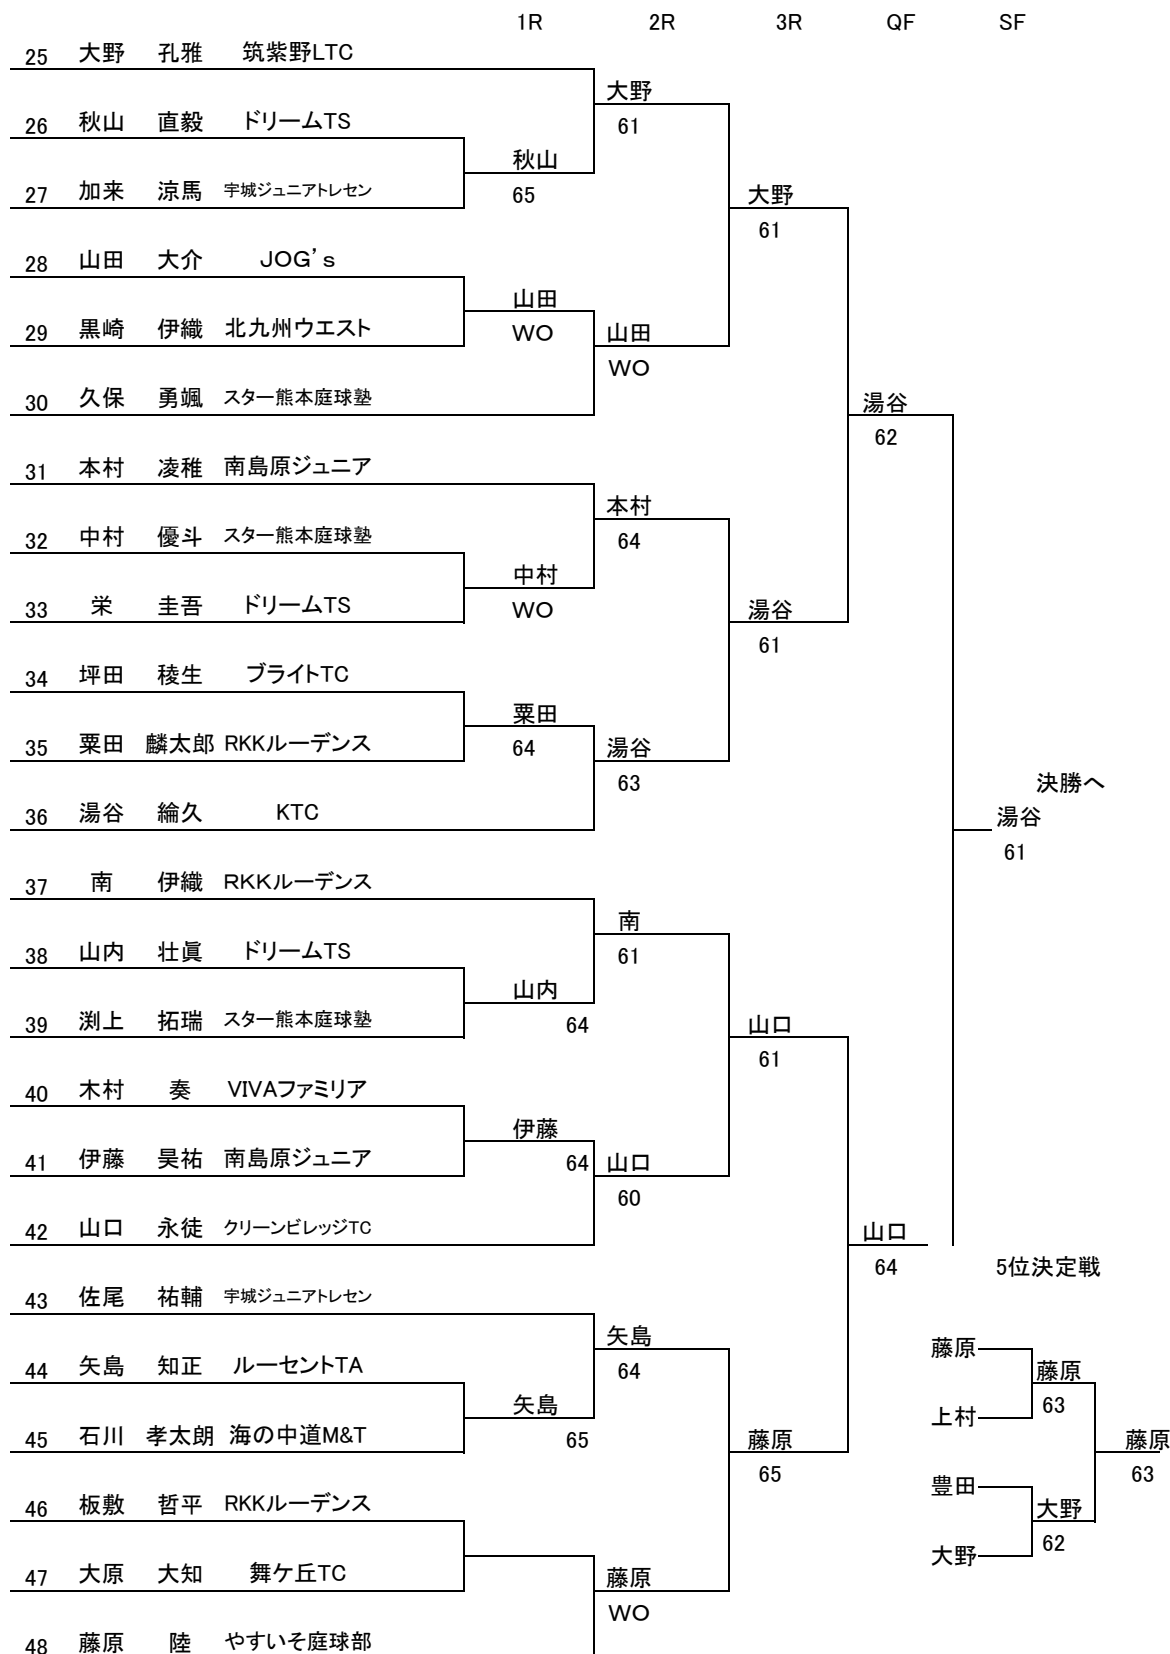 1R 2R 3R QF SF
25 大野 孔雅 筑紫野LTC
大野
26 秋山 直毅 ドリームTS
61
秋山
27 加来 涼馬 宇城ジュニアトレセン
65
大野
61
28 山田 大介 JOG's
山田
29 黒崎 伊織 北九州ウエスト
WO
山田
WO
30 久保 勇颯 スター熊本庭球塾
湯谷
62
31 本村 凌稚 南島原ジュニア
本村
32 中村 優斗 スター熊本庭球塾
64
中村
33 栄 圭吾 ドリームTS
WO
湯谷
61
34 坪田 稜生 ブライトTC
粟田
35 粟田 麟太郎 RKKルーデンス
64
湯谷
63
決勝へ
36 湯谷 綸久 KTC
湯谷
61
37 南 伊織 RKKルーデンス
南
38 山内 壮眞 ドリームTS
61
山内
39 渕上 拓瑞 スター熊本庭球塾
64
山口
61
40 木村 奏 VIVAファミリア
伊藤
41 伊藤 昊祐 南島原ジュニア
64
山口
60
42 山口 永徒 クリーンビレッジTC
山口
64
5位決定戦
43 佐尾 祐輔 宇城ジュニアトレセン
矢島
藤原
44 矢島 知正 ルーセントTA
64
藤原
矢島
63
上村
45 石川 孝太朗 海の中道M&T
65
藤原
65
藤原
63
46 板敷 哲平 RKKルーデンス
豊田
大野
62
47 大原 大知 舞ケ丘TC
藤原
WO
大野
48 藤原 陸 やすいそ庭球部